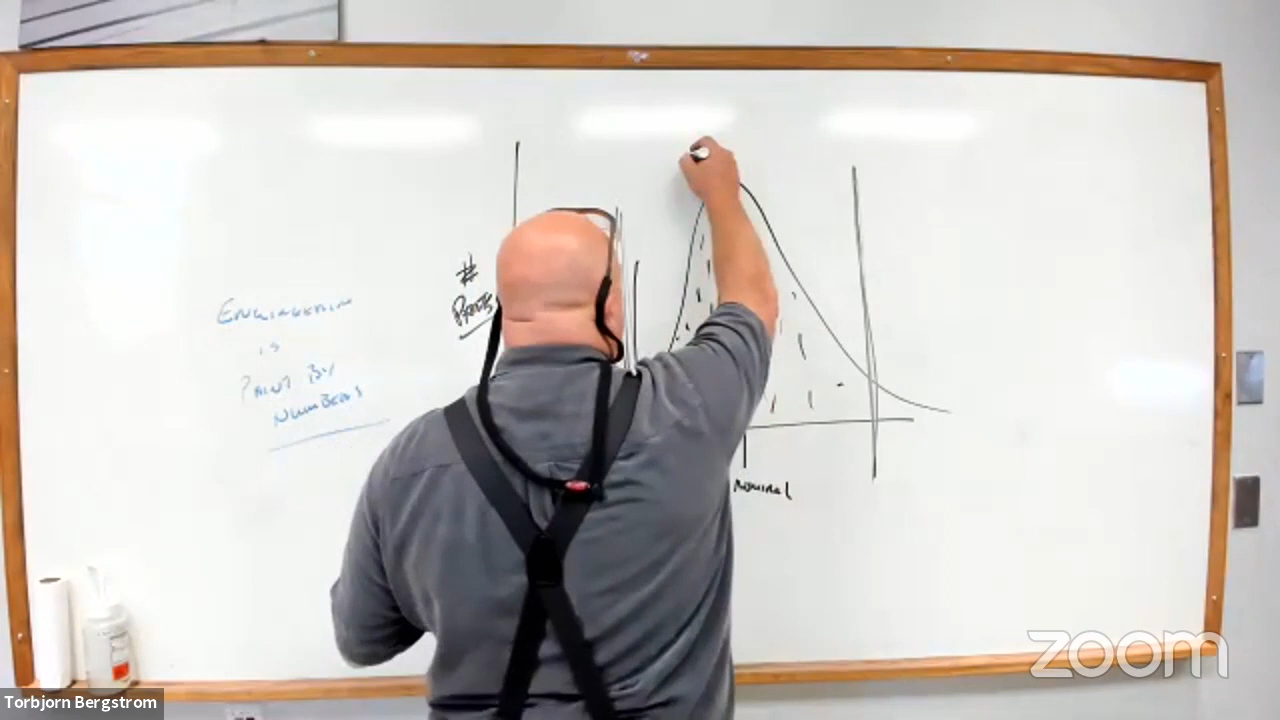 ENGINEERING
IS
PAINT BY
NUMBERS
#
PARTS
NOMINAL
zoom
Torbjorn Bergstrom